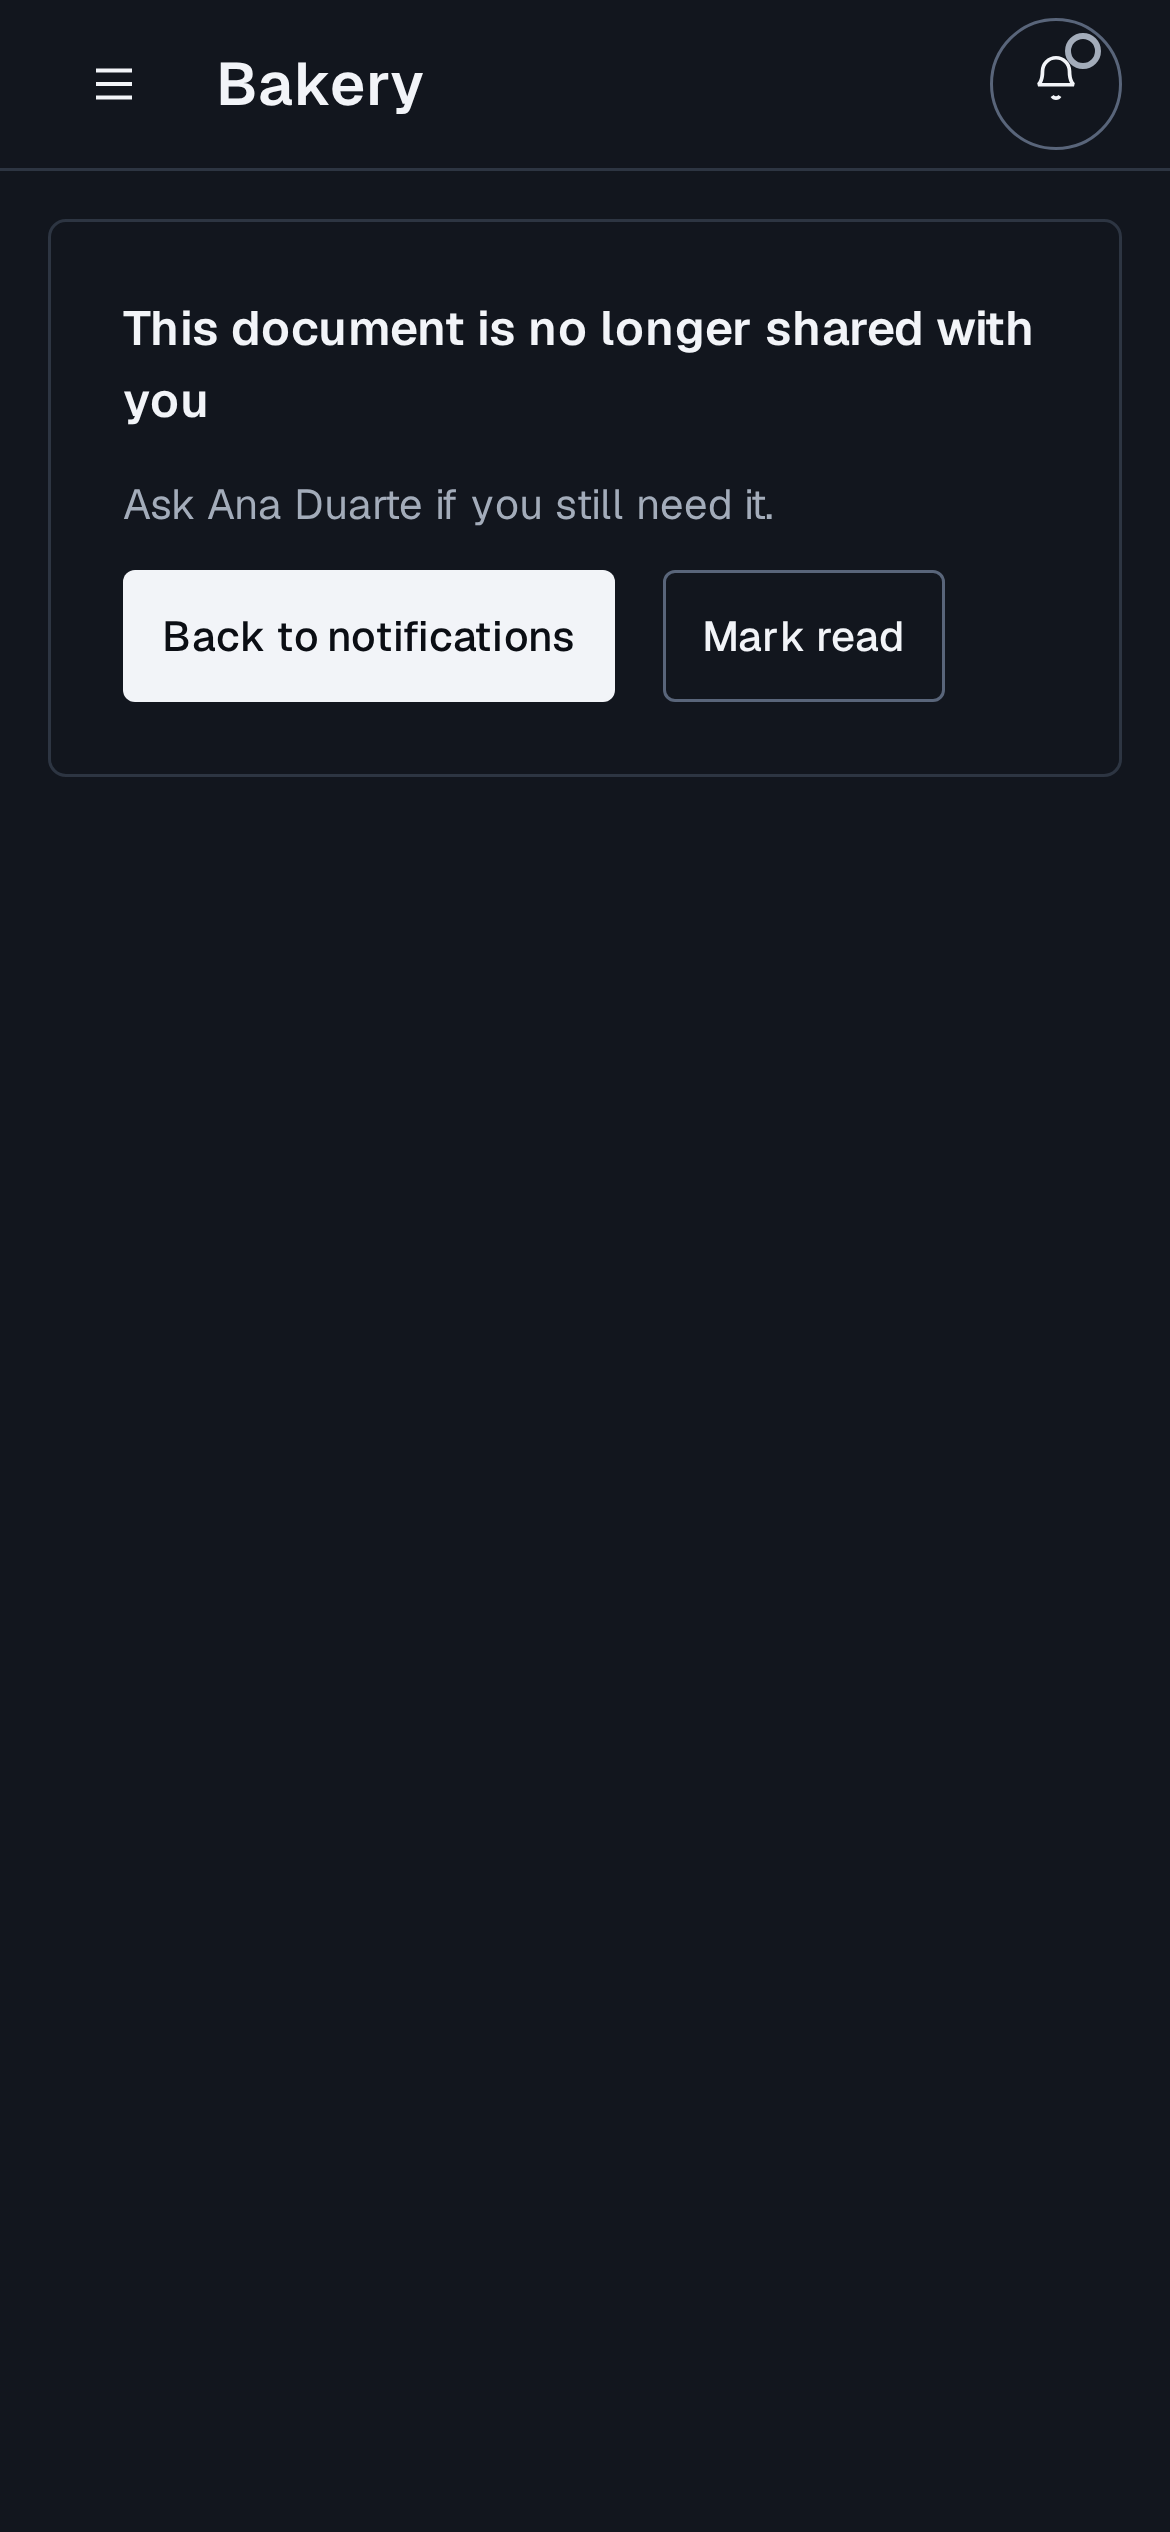 Bakery
This document is no longer shared with
you
Ask Ana Duarte if you still need it.
Back to notifications
Mark read